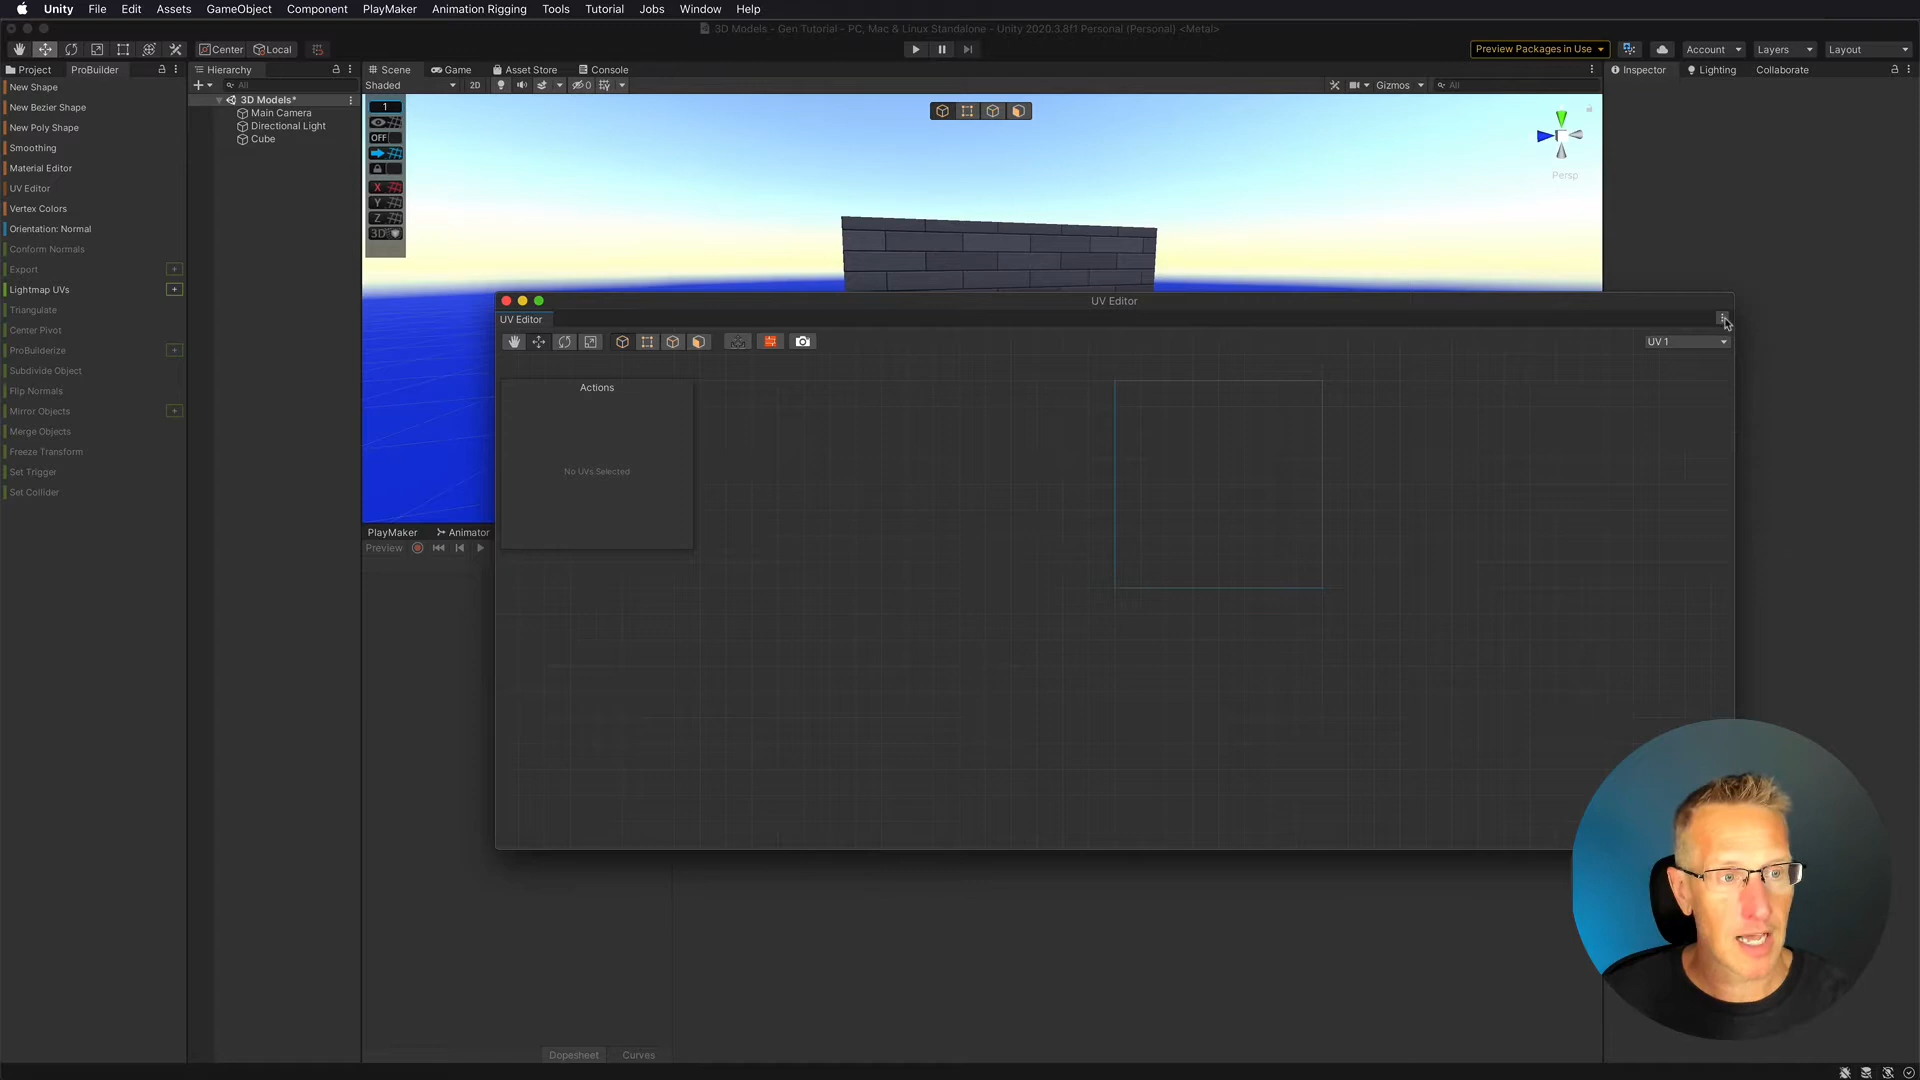 Unity File Edit Assets GameObject Component PlayMaker Animation Rigging Tools Tutorial Jobs Window Help
3D Models - Gen Tutorial - PC, Mac & Linux Standalone - Unity 2020.3.8f1 Personal (Personal) <Metal>
Center Local Preview Packages in Use Account Layers Layout
Project ProBuilder Hierarchy Scene Game Asset Store Console Inspector Lighting Collaborate
New Shape All Shaded 2D 0 Gizmos All
New Bezier Shape
New Poly Shape
Smoothing
Material Editor
UV Editor
Vertex Colors
Orientation: Normal
Conform Normals
Export
Lightmap UVs
Triangulate
Center Pivot
ProBuilderize
Subdivide Object
Flip Normals
Mirror Objects
Merge Objects
Freeze Transform
Set Trigger
Set Collider
3D Models*
Main Camera
Directional Light
Cube
1
OFF
X
Y
Z
3D
Persp
UV Editor
UV Editor
UV 1
Actions
No UVs Selected
PlayMaker Animator
Preview
Dopesheet Curves